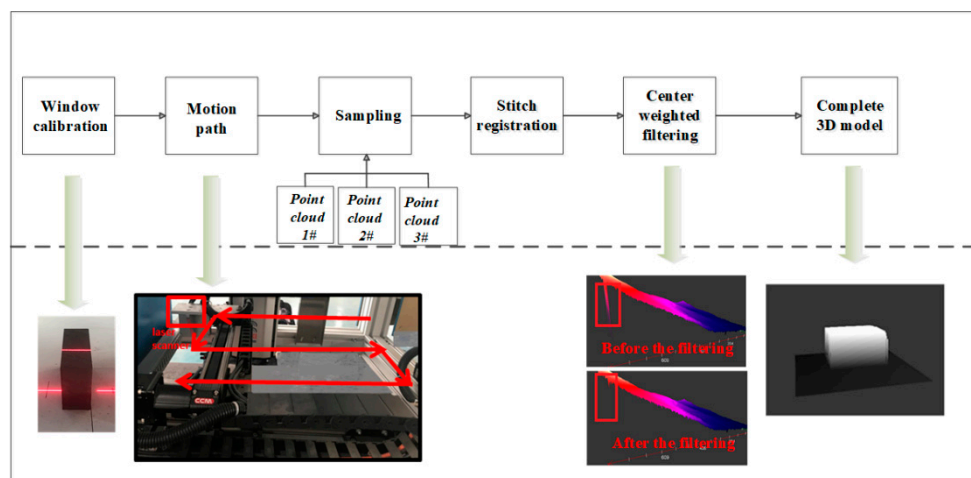 Window
calibration
Motion
path
Sampling
Stitch
registration
Center
weighted
filtering
Complete
3D model
Point
cloud
1#
Point
cloud
2#
Point
cloud
3#
laser
scanner
CCM
Before the filtering
After the filtering